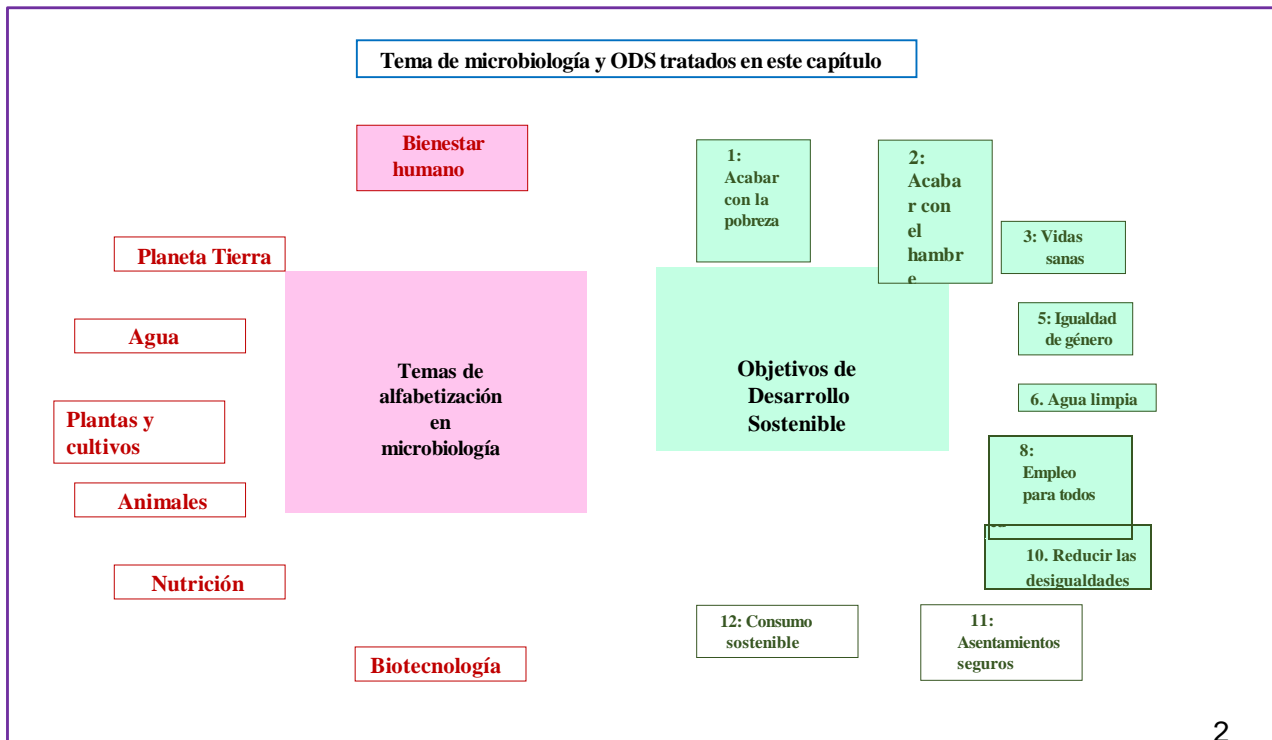 Tema de microbiología y ODS tratados en este capítulo
Bienestar
humano
Planeta Tierra
Agua
Plantas y
cultivos
Animales
Nutrición
Biotecnología
Temas de
alfabetización
en
microbiología
1:
Acabar
con la
pobreza
2:
Acaba
r con
el
hambr
e
3: Vidas
sanas
5: Igualdad
de género
6. Agua limpia
8:
Empleo
para todos
10. Reducir las
desigualdades
11:
Asentamientos
seguros
12: Consumo
sostenible
Objetivos de
Desarrollo
Sostenible
2